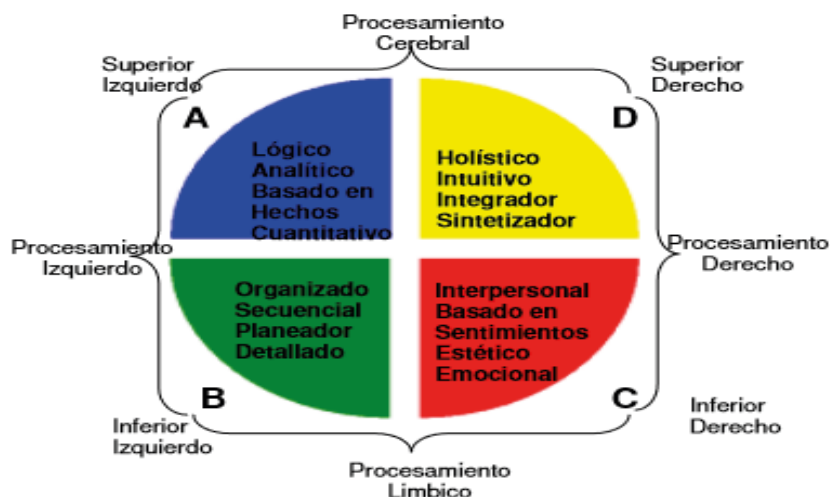 Procesamiento
Cerebral
Superior
Izquierdo
Superior
Derecho
A
D
Lógico
Analítico
Basado en
Hechos
Cuantitativo
Holístico
Intuitivo
Integrador
Sintetizador
Procesamiento
Izquierdo
Procesamiento
Derecho
Organizado
Secuencial
Planeador
Detallado
Interpersonal
Basado en
Sentimientos
Estético
Emocional
B
C
Inferior
Izquierdo
Inferior
Derecho
Procesamiento
Limbico